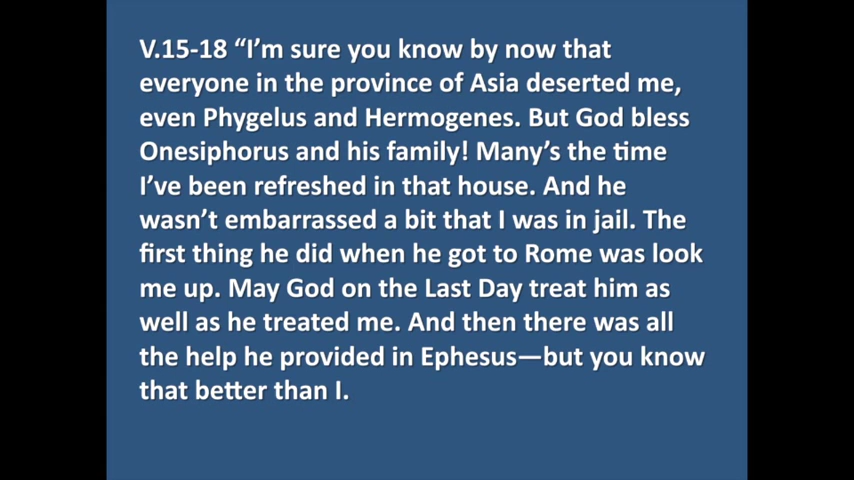 V.15-18 “I’m sure you know by now that
everyone in the province of Asia deserted me,
even Phygelus and Hermogenes. But God bless
Onesiphorus and his family! Many’s the time
I’ve been refreshed in that house. And he
wasn’t embarrassed a bit that I was in jail. The
first thing he did when he got to Rome was look
me up. May God on the Last Day treat him as
well as he treated me. And then there was all
the help he provided in Ephesus—but you know
that better than I.